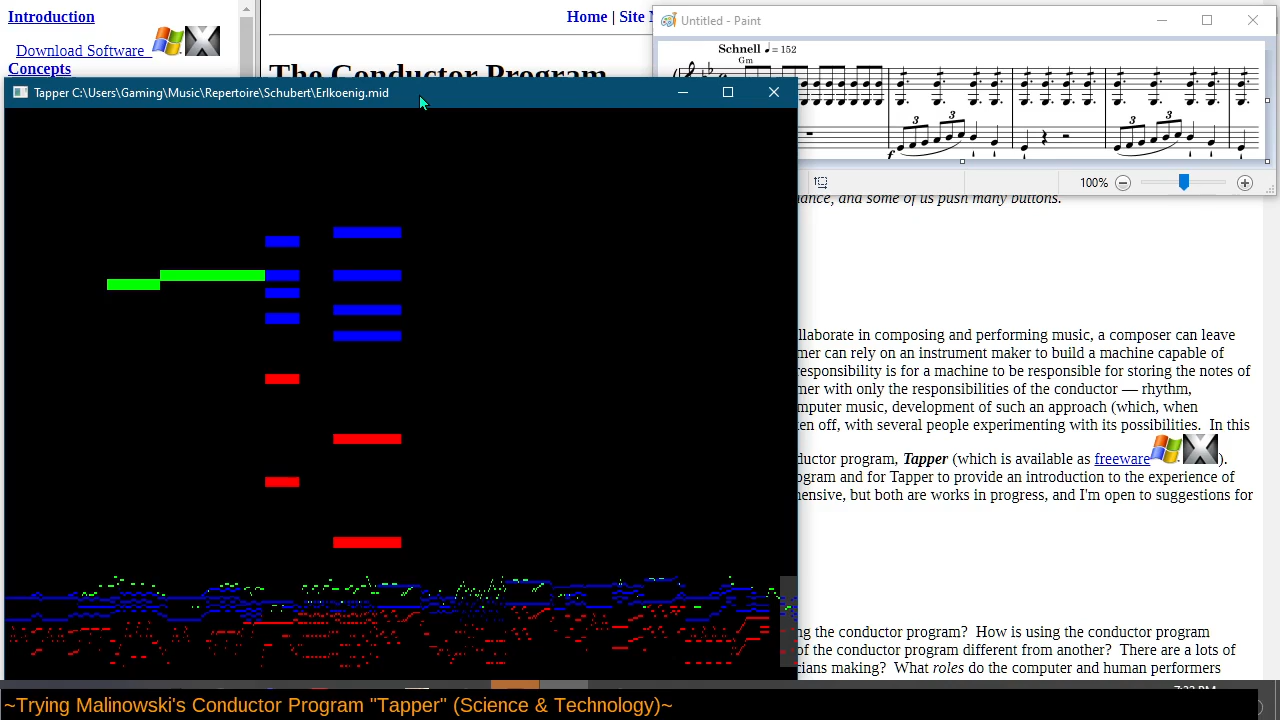 Introduction
Home | Site
Download Software
Concepts
The Conductor Program
Untitled - Paint
Schnell ♩ = 152
Gm
3 3 3 3
f
100%
Tapper C:\Users\Gaming\Music\Repertoire\Schubert\Erlkoenig.mid
ance, and some of us push many buttons.
llaborate in composing and performing music, a composer can leave
mer can rely on an instrument maker to build a machine capable of
responsibility is for a machine to be responsible for storing the notes of
mer with only the responsibilities of the conductor — rhythm,
mputer music, development of such an approach (which, when
en off, with several people experimenting with its possibilities. In this
ductor program, Tapper (which is available as freeware).
ogram and for Tapper to provide an introduction to the experience of
hensive, but both are works in progress, and I'm open to suggestions for
ng the conductor program? How is using the conductor program
of the conductor program different from another? There are a lots of
cians making? What roles do the computer and human performers
~Trying Malinowski's Conductor Program "Tapper" (Science & Technology)~